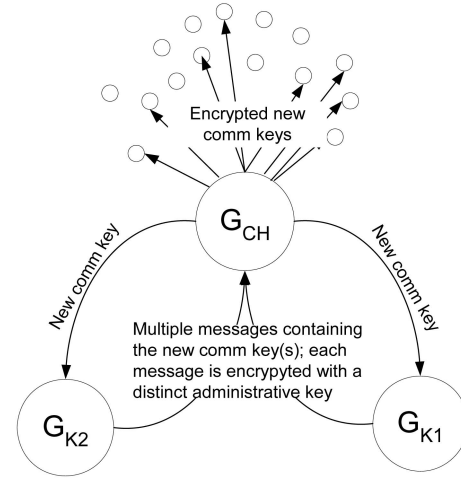 Encrypted new
comm keys
G_CH
New comm key
New comm key
Multiple messages containing
the new comm key(s); each
message is encrypyted with a
distinct administrative key
G_K2
G_K1